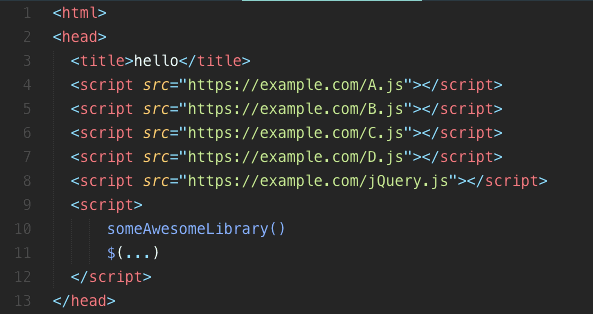 1 <html>
2 <head>
3 <title>hello</title>
4 <script src="https://example.com/A.js"></script>
5 <script src="https://example.com/B.js"></script>
6 <script src="https://example.com/C.js"></script>
7 <script src="https://example.com/D.js"></script>
8 <script src="https://example.com/jQuery.js"></script>
9 <script>
10 someAwesomeLibrary()
11 $(...)
12 </script>
13 </head>